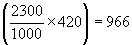 (2300/1000 × 420) = 966